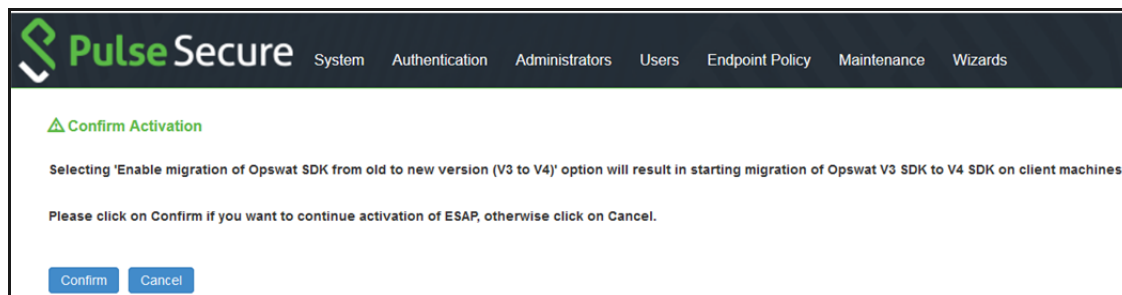 Pulse Secure System Authentication Administrators Users Endpoint Policy Maintenance Wizards
Confirm Activation
Selecting 'Enable migration of Opswat SDK from old to new version (V3 to V4)' option will result in starting migration of Opswat V3 SDK to V4 SDK on client machines
Please click on Confirm if you want to continue activation of ESAP, otherwise click on Cancel.
Confirm Cancel